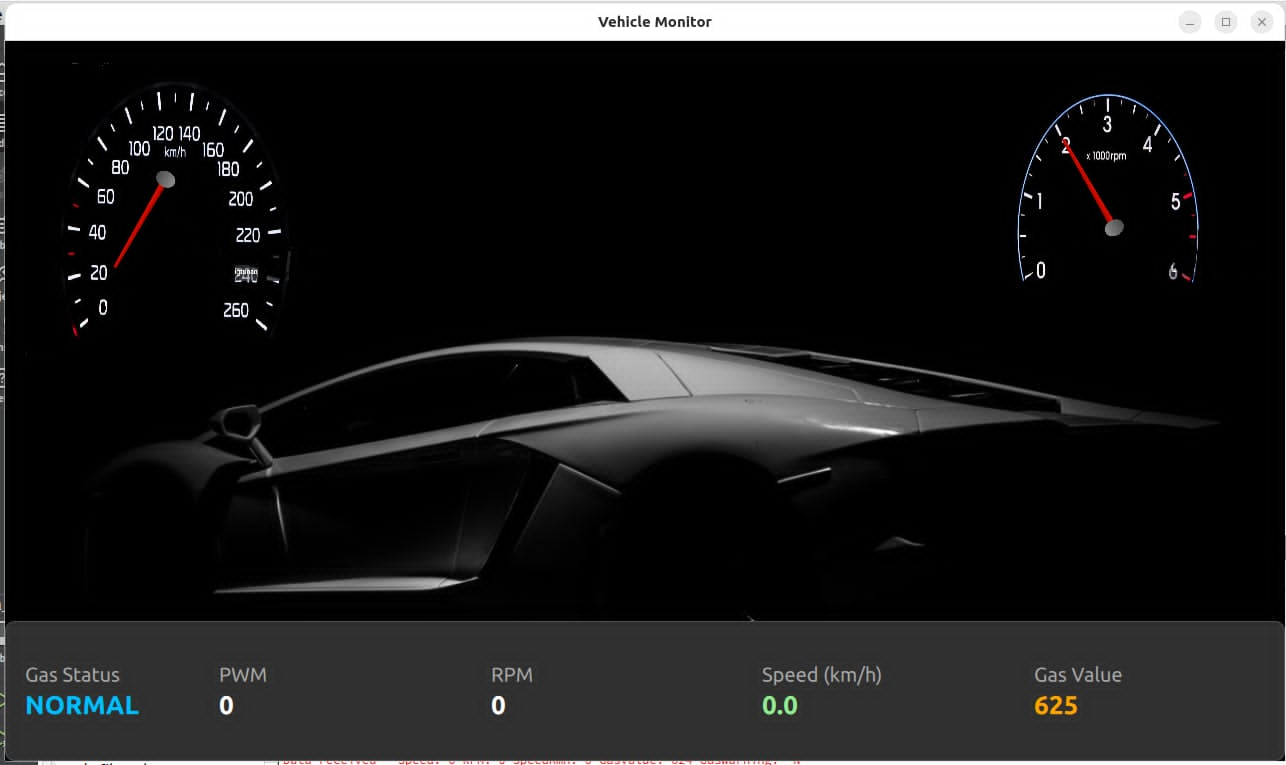 Vehicle Monitor
120 140
100 160
km/h
80 180
60 200
40 220
20 240
0 260
3
2 4
x 1000rpm
1 5
0 6
Gas Status PWM RPM Speed (km/h) Gas Value
NORMAL 0 0 0.0 625